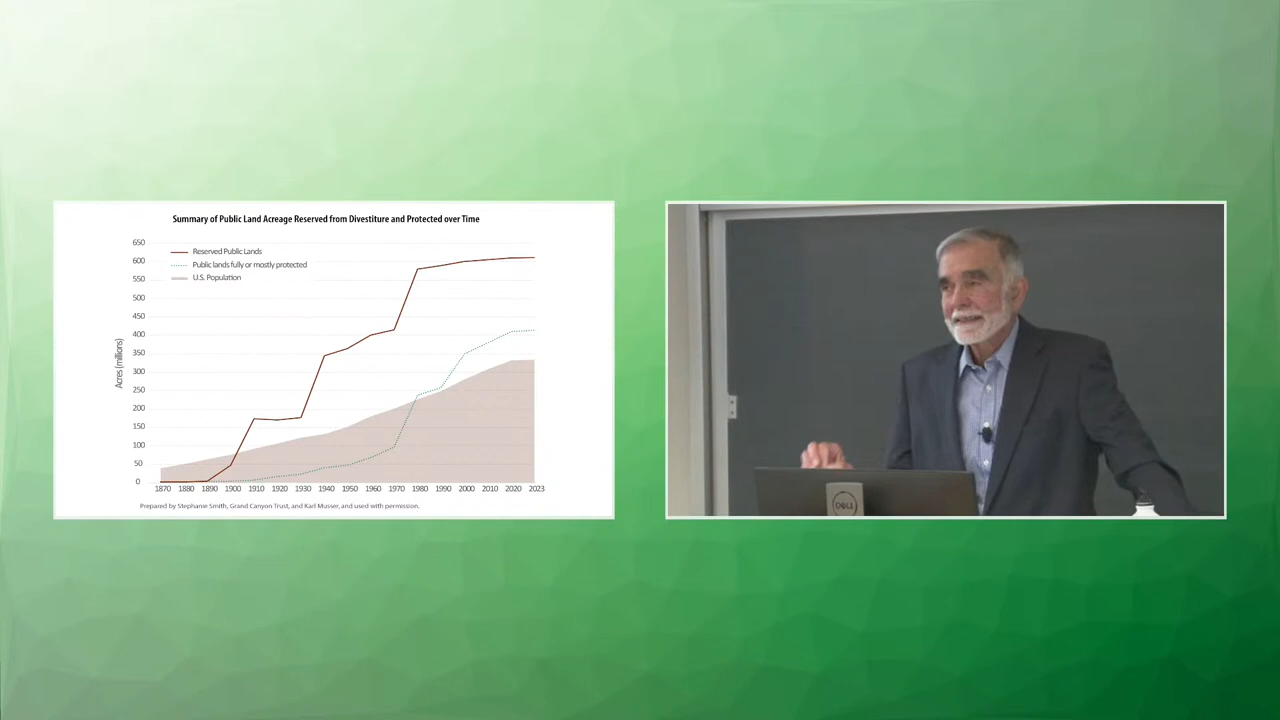 Summary of Public Land Acreage Reserved from Divestiture and Protected over Time
650
600
550
500
450
400
350
300
250
200
150
100
50
0
Acres (millions)
Reserved Public Lands
Public lands fully or mostly protected
U.S. Population
1870 1880 1890 1900 1910 1920 1930 1940 1950 1960 1970 1980 1990 2000 2010 2020 2023
Prepared by Stephanie Smith, Grand Canyon Trust, and Karl Musser, and used with permission.
DELL